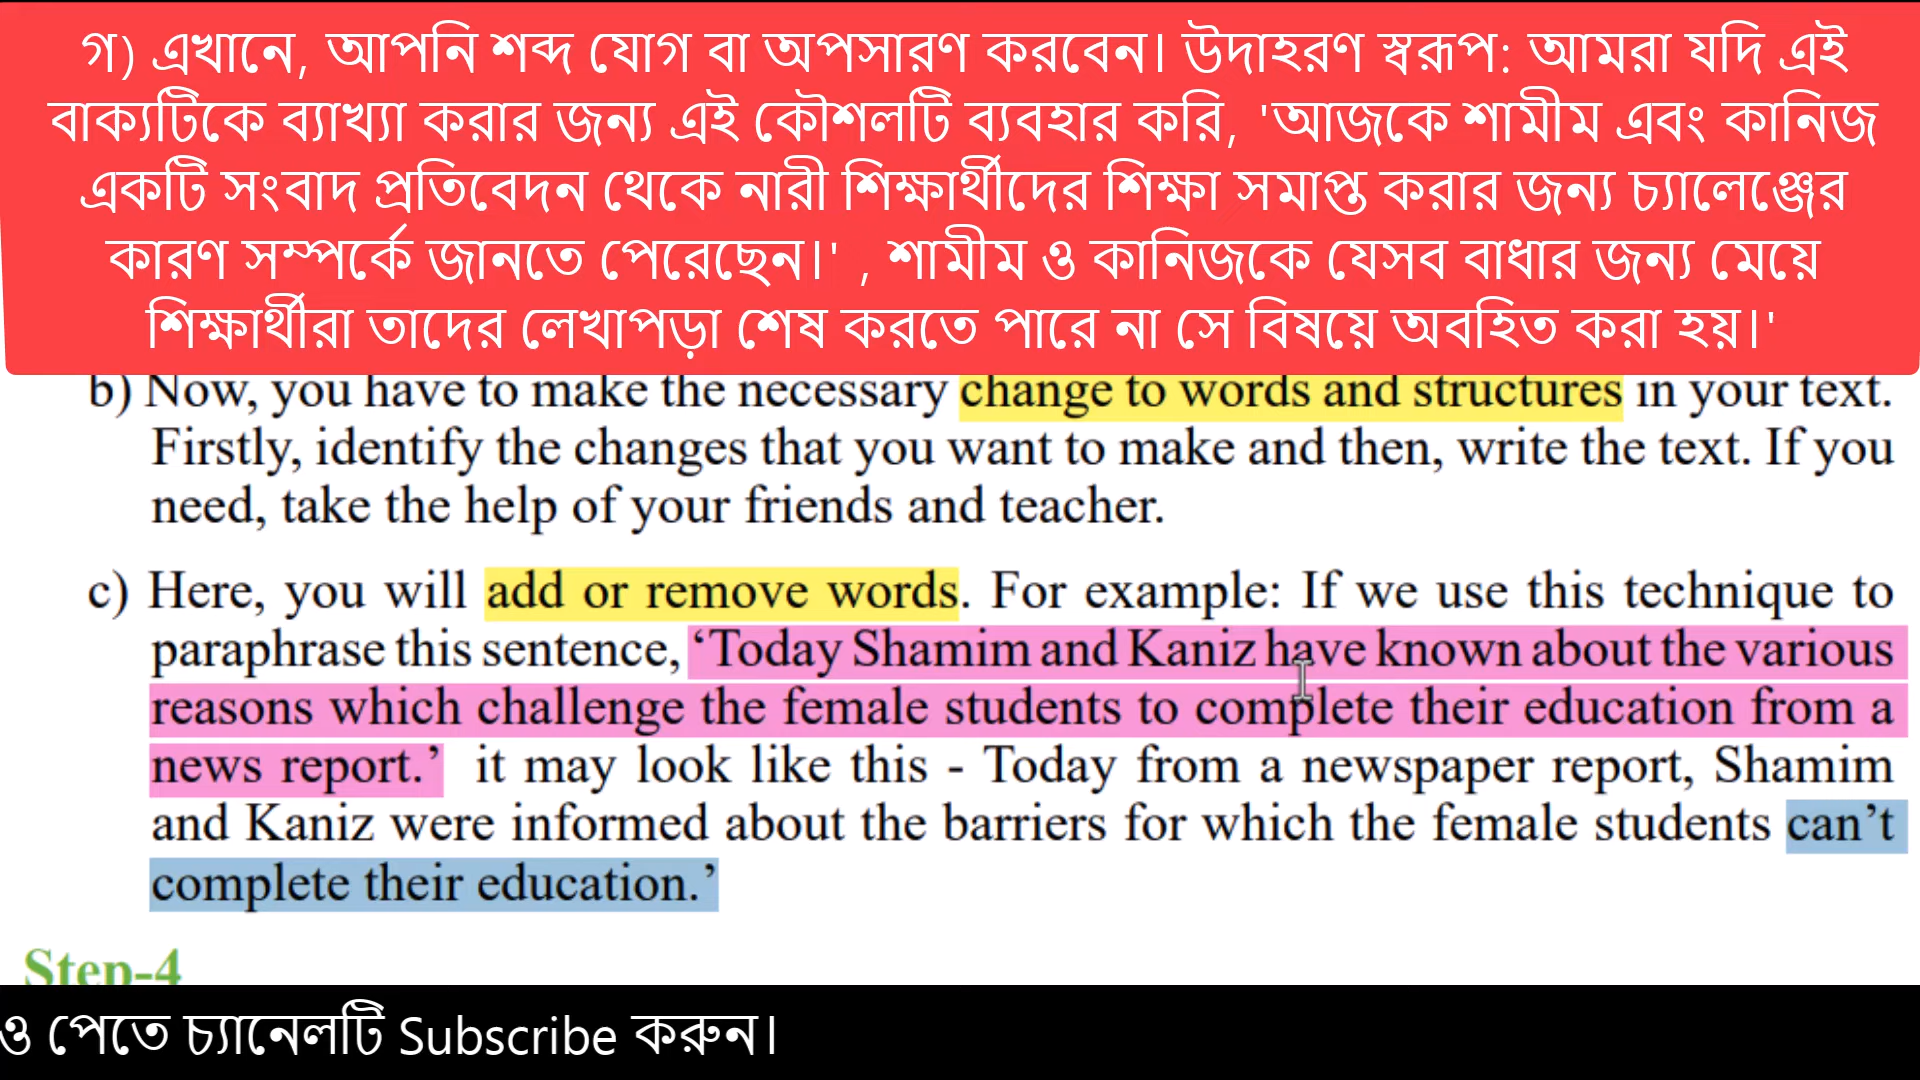 গ) এখানে, আপনি শব্দ যোগ বা অপসারণ করবেন। উদাহরণ স্বরূপ: আমরা যদি এই
বাক্যটিকে ব্যাখ্যা করার জন্য এই কৌশলটি ব্যবহার করি, 'আজকে শামীম এবং কানিজ
একটি সংবাদ প্রতিবেদন থেকে নারী শিক্ষার্থীদের শিক্ষা সমাপ্ত করার জন্য চ্যালেঞ্জের
কারণ সম্পর্কে জানতে পেরেছেন।' , শামীম ও কানিজকে যেসব বাধার জন্য মেয়ে
শিক্ষার্থীরা তাদের লেখাপড়া শেষ করতে পারে না সে বিষয়ে অবহিত করা হয়।'
b) Now, you have to make the necessary change to words and structures in your text.
Firstly, identify the changes that you want to make and then, write the text. If you
need, take the help of your friends and teacher.
c) Here, you will add or remove words. For example: If we use this technique to
paraphrase this sentence, ‘Today Shamim and Kaniz have known about the various
reasons which challenge the female students to complete their education from a
news report.’ it may look like this - Today from a newspaper report, Shamim
and Kaniz were informed about the barriers for which the female students can’t
complete their education.’
Step-4
ও পেতে চ্যানেলটি Subscribe করুন।